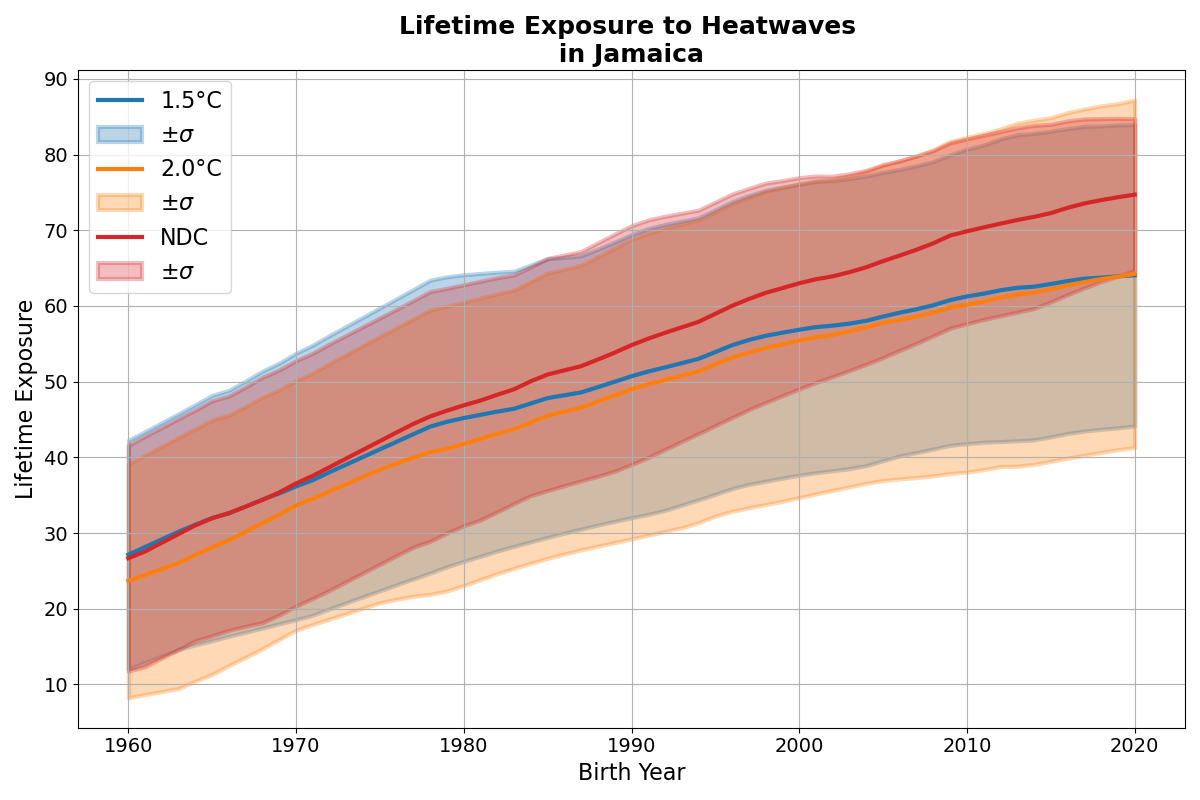 Lifetime Exposure to Heatwaves
in Jamaica
90
80
70
60
50
40
30
20
10
Lifetime Exposure
1.5°C
±σ
2.0°C
±σ
NDC
±σ
1960 1970 1980 1990 2000 2010 2020
Birth Year